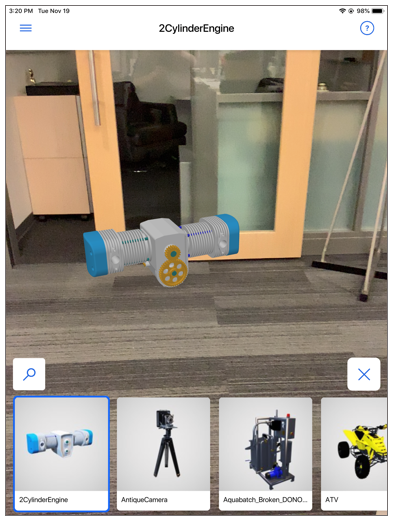 3:20 PM Tue Nov 19
98%
2CylinderEngine
?
2CylinderEngine
AntiqueCamera
Aquabatch_Broken_DONO...
ATV